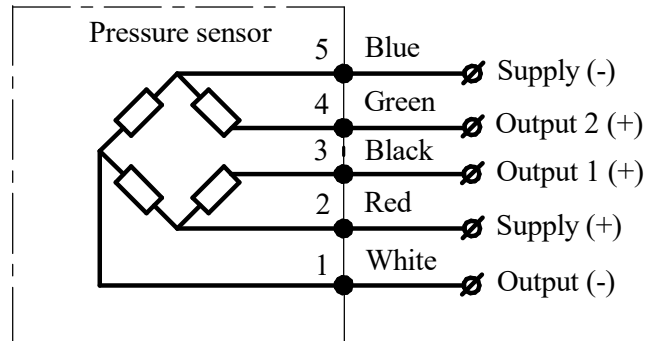 Pressure sensor
5 Blue Supply (-)
4 Green Output 2 (+)
3 Black Output 1 (+)
2 Red Supply (+)
1 White Output (-)